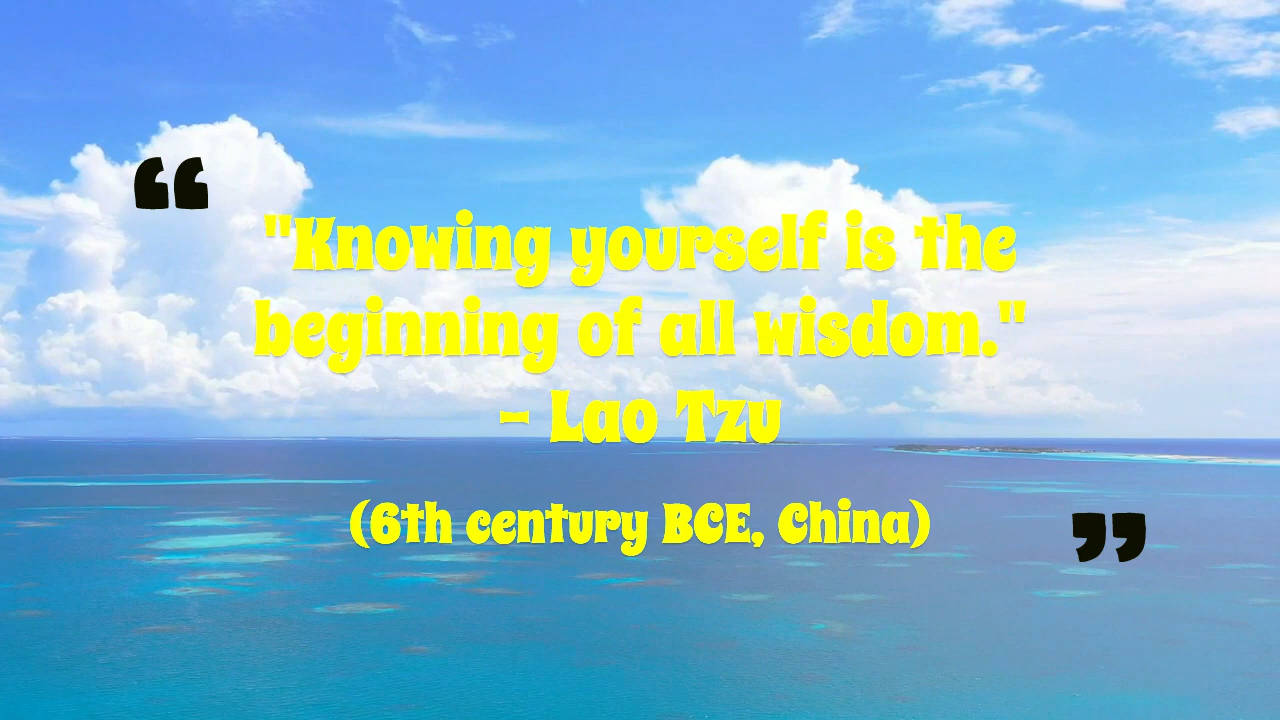 “
"Knowing yourself is the
beginning of all wisdom."
– Lao Tzu
(6th century BCE, China)
”